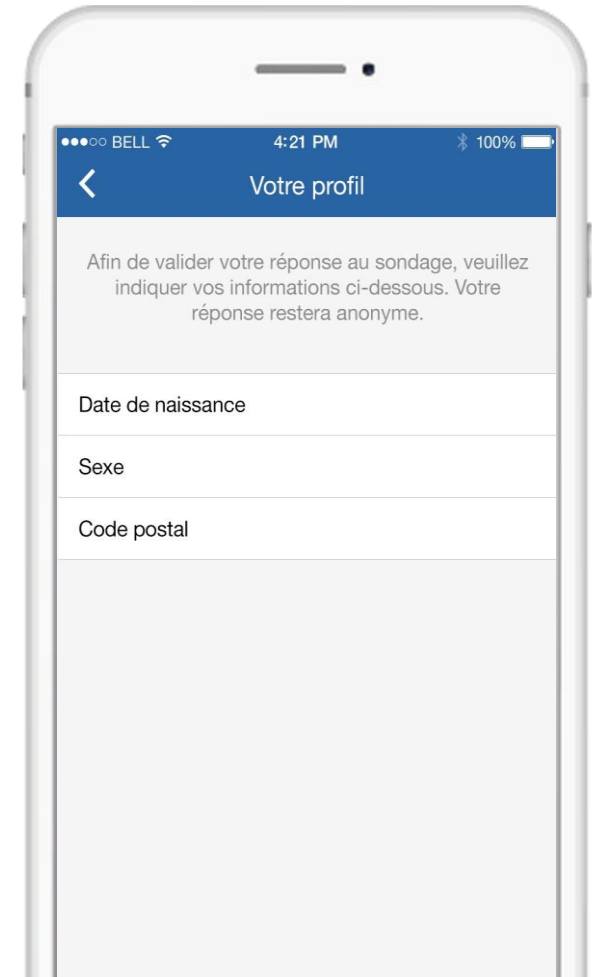 ●●●○○ BELL 4:21 PM 100%
Votre profil
Afin de valider votre réponse au sondage, veuillez
indiquer vos informations ci-dessous. Votre
réponse restera anonyme.
Date de naissance
Sexe
Code postal